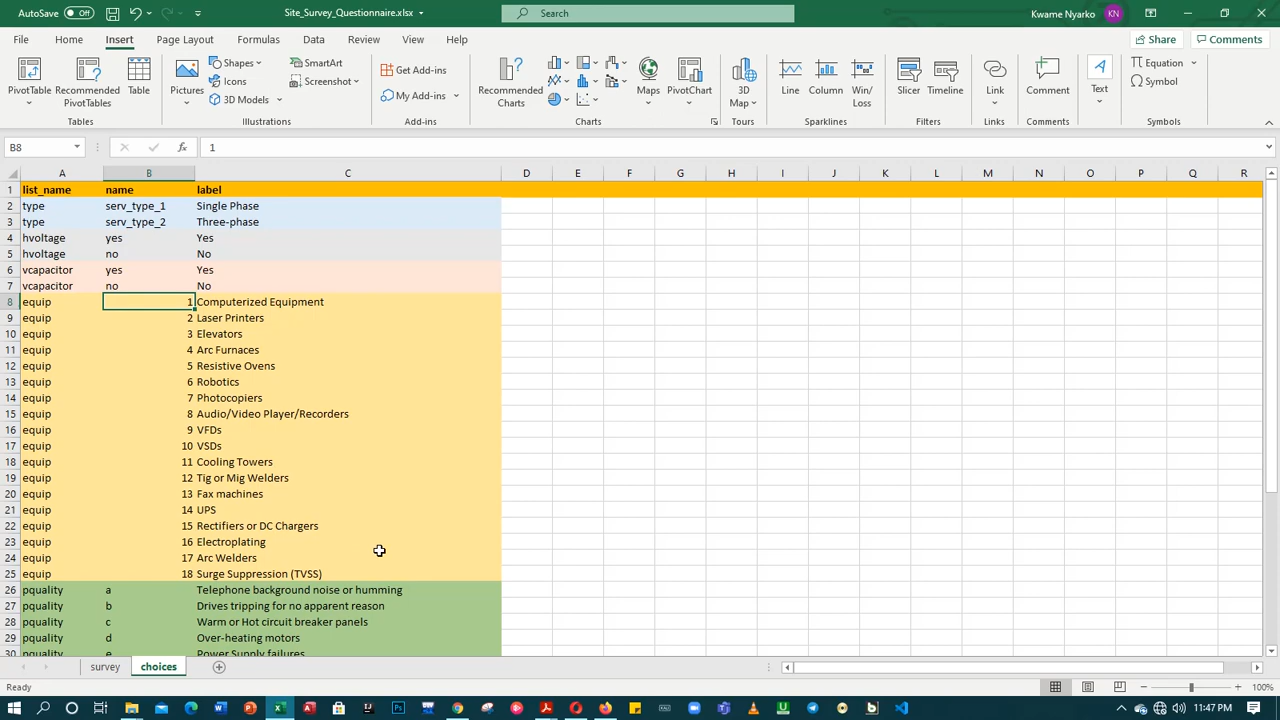 AutoSave Off Site_Survey_Questionnaire.xlsx Search Kwame Nyarko KN
File Home Insert Page Layout Formulas Data Review View Help Share Comments
PivotTable Recommended PivotTables Table Pictures Shapes Icons 3D Models SmartArt Screenshot Get Add-ins My Add-ins Recommended Charts Maps PivotChart 3D Map Line Column Win/Loss Slicer Timeline Link Comment Text Equation Symbol
Tables Illustrations Add-ins Charts Tours Sparklines Filters Links Comments Symbols
B8 fx 1
A B C D E F G H I J K L M N O P Q R
1 list_name name label
2 type serv_type_1 Single Phase
3 type serv_type_2 Three-phase
4 hvoltage yes Yes
5 hvoltage no No
6 vcapacitor yes Yes
7 vcapacitor no No
8 equip 1 Computerized Equipment
9 equip 2 Laser Printers
10 equip 3 Elevators
11 equip 4 Arc Furnaces
12 equip 5 Resistive Ovens
13 equip 6 Robotics
14 equip 7 Photocopiers
15 equip 8 Audio/Video Player/Recorders
16 equip 9 VFDs
17 equip 10 VSDs
18 equip 11 Cooling Towers
19 equip 12 Tig or Mig Welders
20 equip 13 Fax machines
21 equip 14 UPS
22 equip 15 Rectifiers or DC Chargers
23 equip 16 Electroplating
24 equip 17 Arc Welders
25 equip 18 Surge Suppression (TVSS)
26 pquality a Telephone background noise or humming
27 pquality b Drives tripping for no apparent reason
28 pquality c Warm or Hot circuit breaker panels
29 pquality d Over-heating motors
30 pquality e Power Supply failures
survey choices
Ready 100%
11:47 PM